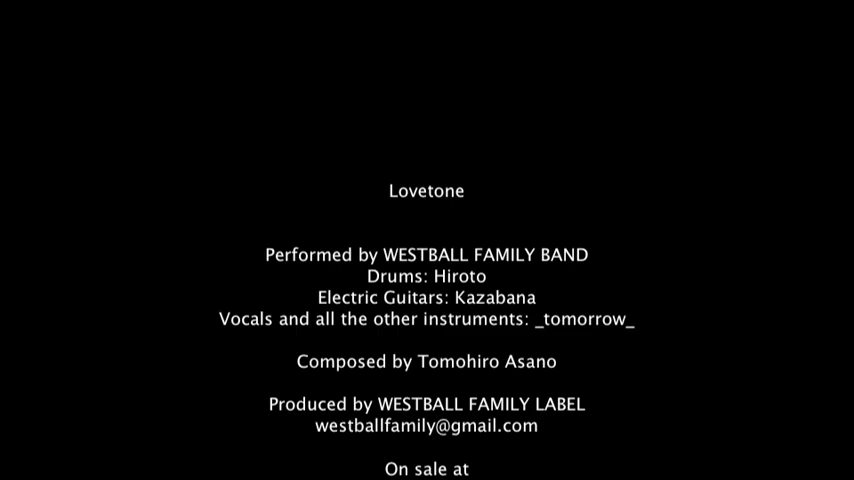 Lovetone
Performed by WESTBALL FAMILY BAND
Drums: Hiroto
Electric Guitars: Kazabana
Vocals and all the other instruments: _tomorrow_
Composed by Tomohiro Asano
Produced by WESTBALL FAMILY LABEL
westballfamily@gmail.com
On sale at